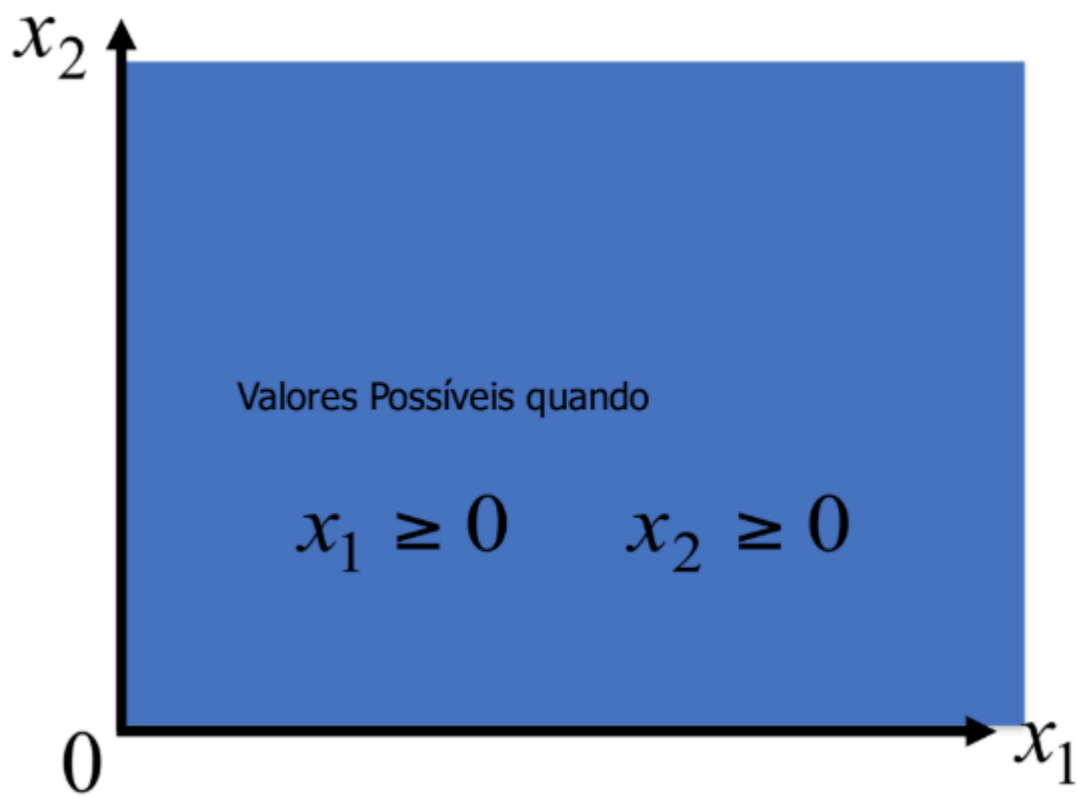 x₂
Valores Possíveis quando
x₁ ≥ 0 x₂ ≥ 0
0
x₁